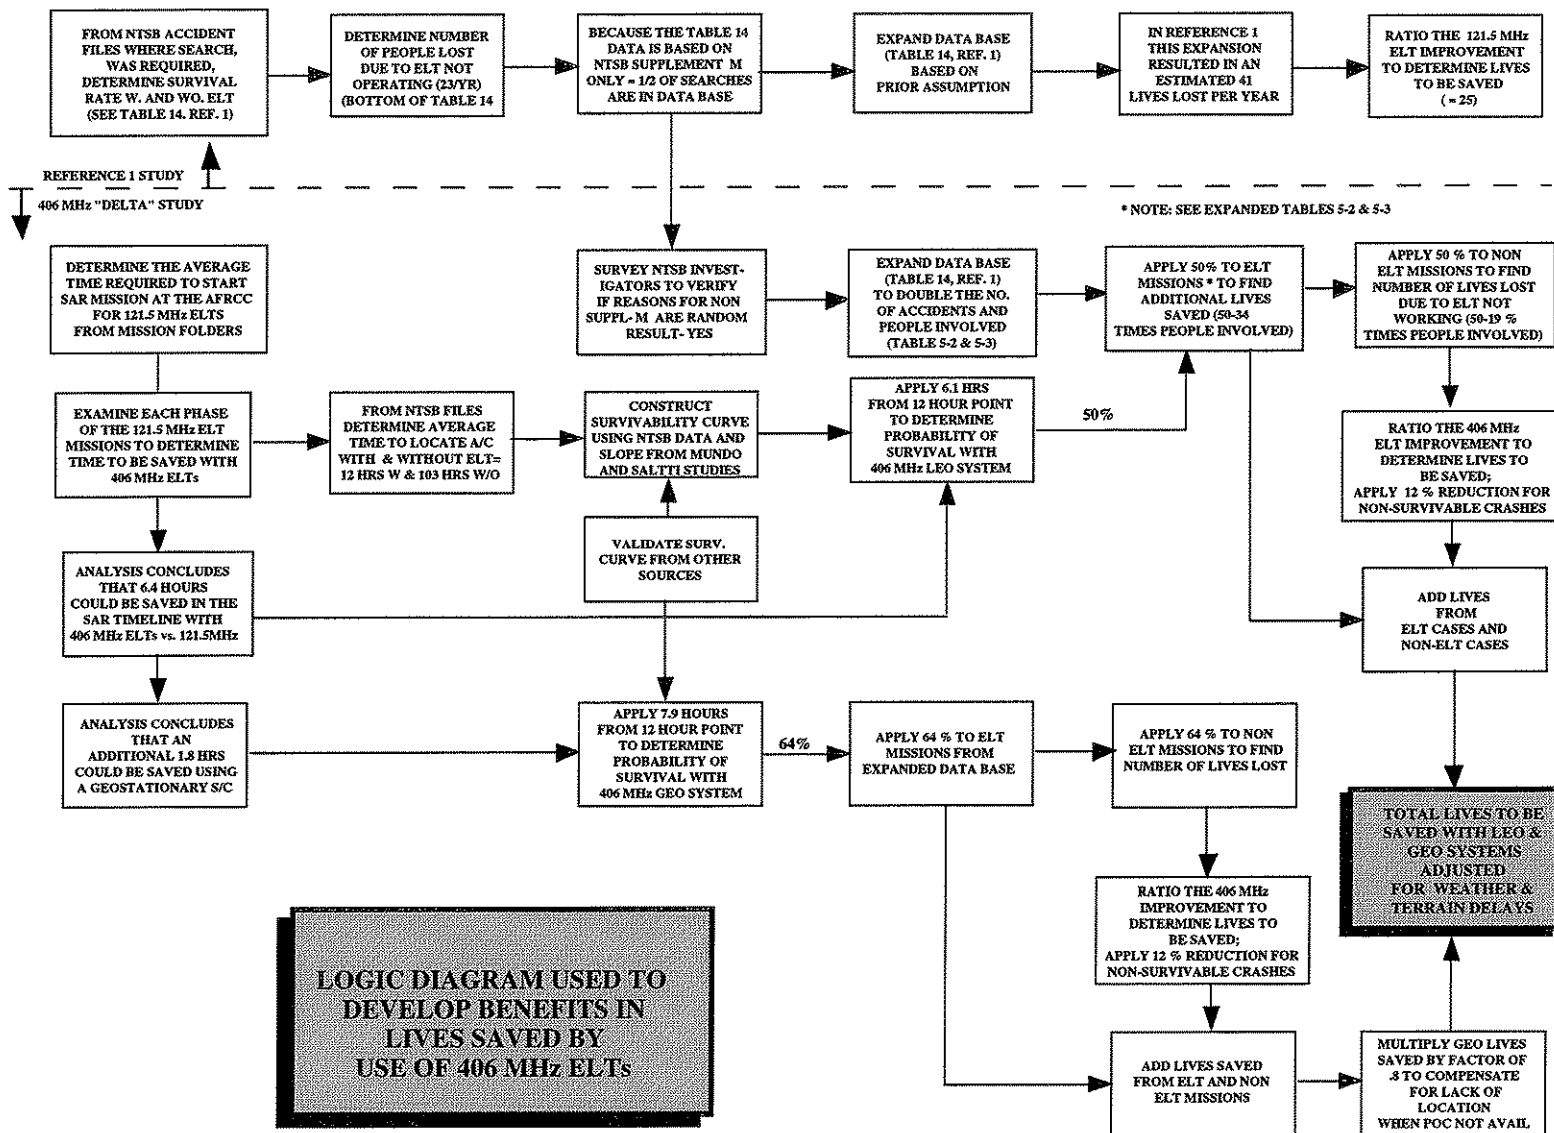 FROM NTSB ACCIDENT
FILES WHERE SEARCH,
WAS REQUIRED,
DETERMINE SURVIVAL
RATE W. AND WO. ELT
(SEE TABLE 14. REF. 1)
DETERMINE NUMBER
OF PEOPLE LOST
DUE TO ELT NOT
OPERATING (23/YR)
(BOTTOM OF TABLE 14
BECAUSE THE TABLE 14
DATA IS BASED ON
NTSB SUPPLEMENT M
ONLY ≈ 1/2 OF SEARCHES
ARE IN DATA BASE
EXPAND DATA BASE
(TABLE 14, REF. 1)
BASED ON
PRIOR ASSUMPTION
IN REFERENCE 1
THIS EXPANSION
RESULTED IN AN
ESTIMATED 41
LIVES LOST PER YEAR
RATIO THE 121.5 MHz
ELT IMPROVEMENT
TO DETERMINE LIVES
TO BE SAVED
( ≈ 25)
REFERENCE 1 STUDY
406 MHz "DELTA" STUDY
* NOTE: SEE EXPANDED TABLES 5-2 & 5-3
DETERMINE THE AVERAGE
TIME REQUIRED TO START
SAR MISSION AT THE AFRCC
FOR 121.5 MHz ELTS
FROM MISSION FOLDERS
SURVEY NTSB INVEST-
IGATORS TO VERIFY
IF REASONS FOR NON
SUPPL- M ARE RANDOM
RESULT- YES
EXPAND DATA BASE
(TABLE 14, REF. 1)
TO DOUBLE THE NO.
OF ACCIDENTS AND
PEOPLE INVOLVED
(TABLE 5-2 & 5-3)
APPLY 50% TO ELT
MISSIONS * TO FIND
ADDITIONAL LIVES
SAVED (50-34
TIMES PEOPLE INVOLVED)
APPLY 50 % TO NON
ELT MISSIONS TO FIND
NUMBER OF LIVES LOST
DUE TO ELT NOT
WORKING (50-19 %
TIMES PEOPLE INVOLVED)
EXAMINE EACH PHASE
OF THE 121.5 MHz ELT
MISSIONS TO DETERMINE
TIME TO BE SAVED WITH
406 MHz ELTs
FROM NTSB FILES
DETERMINE AVERAGE
TIME TO LOCATE A/C
WITH & WITHOUT ELT=
12 HRS W & 103 HRS W/O
CONSTRUCT
SURVIVABILITY CURVE
USING NTSB DATA AND
SLOPE FROM MUNDO
AND SALTTI STUDIES
APPLY 6.1 HRS
FROM 12 HOUR POINT
TO DETERMINE
PROBABILITY OF
SURVIVAL WITH
406 MHz LEO SYSTEM
50%
RATIO THE 406 MHz
ELT IMPROVEMENT TO
DETERMINE LIVES TO
BE SAVED;
APPLY 12 % REDUCTION FOR
NON-SURVIVABLE CRASHES
VALIDATE SURV.
CURVE FROM OTHER
SOURCES
ANALYSIS CONCLUDES
THAT 6.4 HOURS
COULD BE SAVED IN THE
SAR TIMELINE WITH
406 MHz ELTs vs. 121.5MHz
ADD LIVES
FROM
ELT CASES AND
NON-ELT CASES
ANALYSIS CONCLUDES
THAT AN
ADDITIONAL 1.8 HRS
COULD BE SAVED USING
A GEOSTATIONARY S/C
APPLY 7.9 HOURS
FROM 12 HOUR POINT
TO DETERMINE
PROBABILITY OF
SURVIVAL WITH
406 MHz GEO SYSTEM
64%
APPLY 64 % TO ELT
MISSIONS FROM
EXPANDED DATA BASE
APPLY 64 % TO NON
ELT MISSIONS TO FIND
NUMBER OF LIVES LOST
TOTAL LIVES TO BE
SAVED WITH LEO &
GEO SYSTEMS
ADJUSTED
FOR WEATHER &
TERRAIN DELAYS
RATIO THE 406 MHz
IMPROVEMENT TO
DETERMINE LIVES TO
BE SAVED;
APPLY 12 % REDUCTION FOR
NON-SURVIVABLE CRASHES
LOGIC DIAGRAM USED TO
DEVELOP BENEFITS IN
LIVES SAVED BY
USE OF 406 MHz ELTs
ADD LIVES SAVED
FROM ELT AND NON
ELT MISSIONS
MULTIPLY GEO LIVES
SAVED BY FACTOR OF
.8 TO COMPENSATE
FOR LACK OF
LOCATION
WHEN POC NOT AVAIL